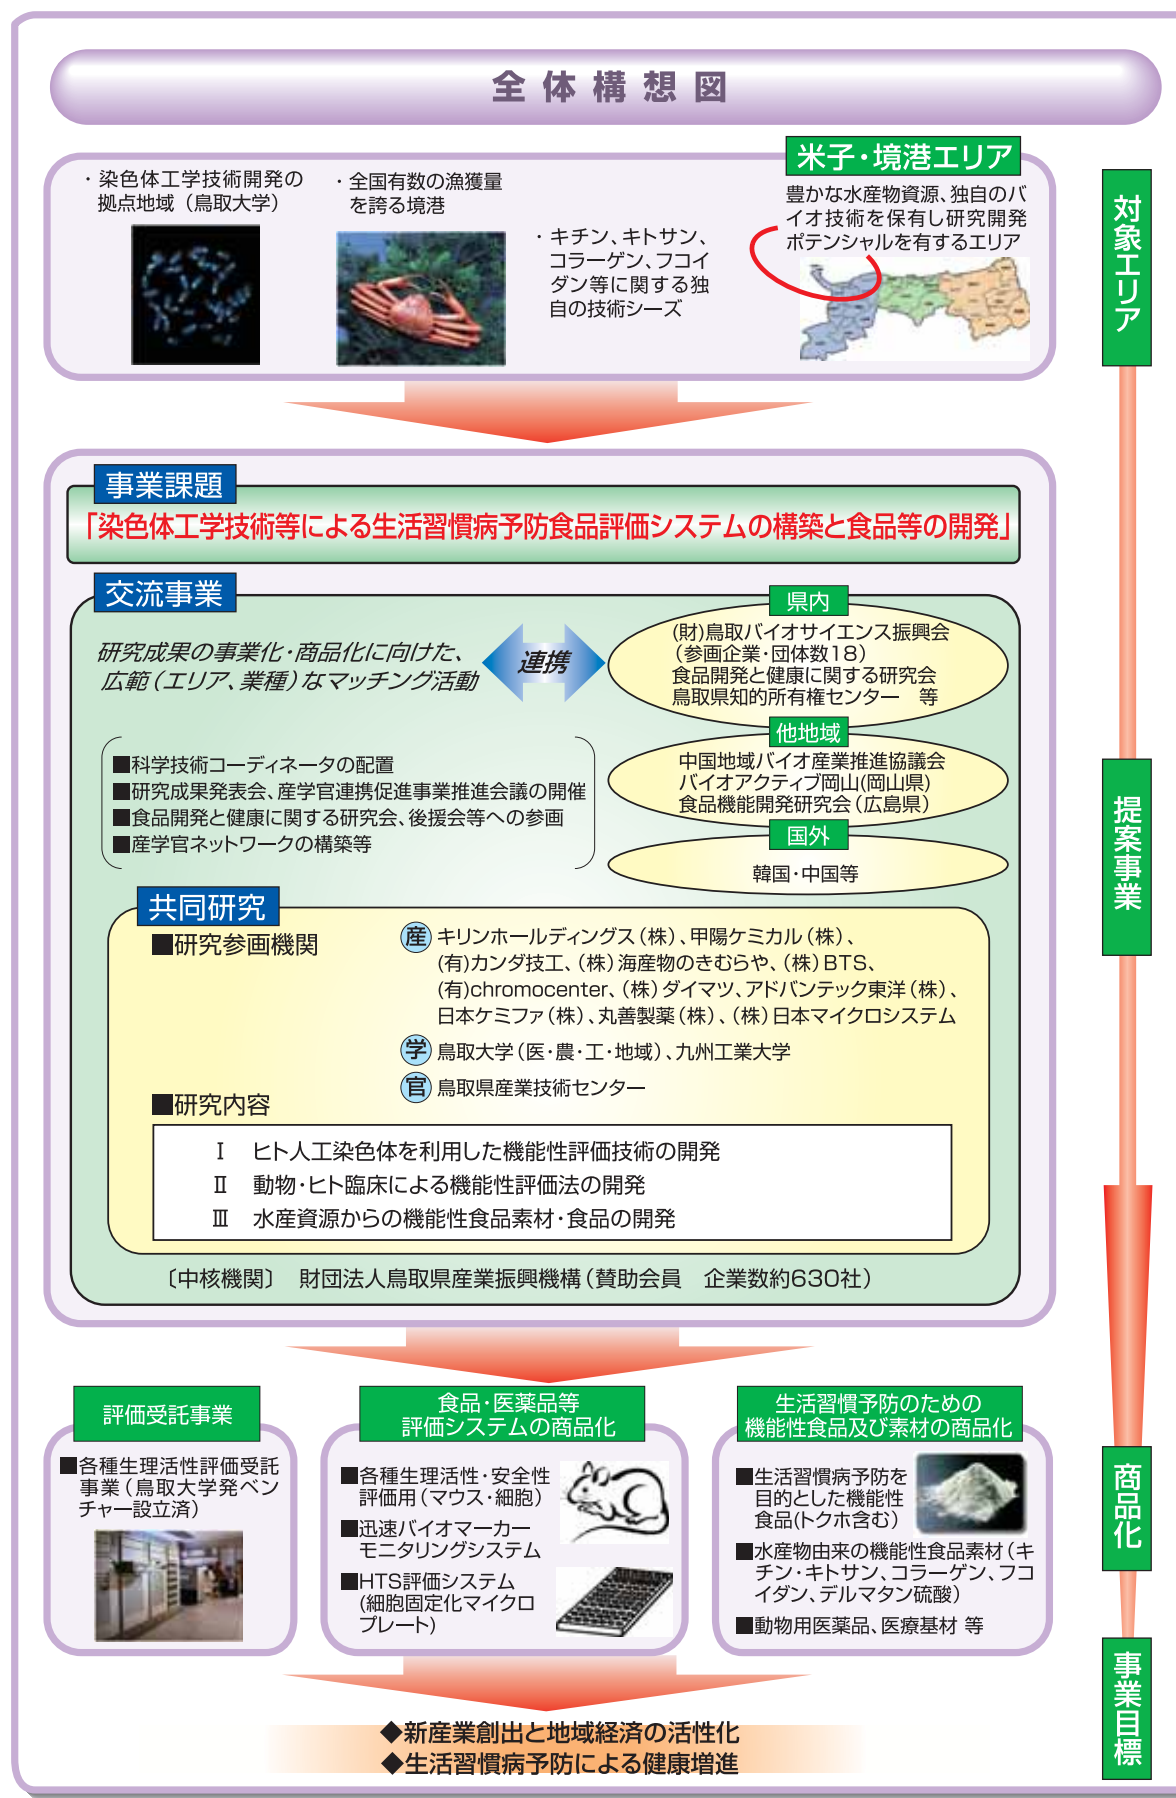 全体構想図
米子・境港エリア
・染色体工学技術開発の
拠点地域（鳥取大学）
・全国有数の漁獲量
を誇る境港
・キチン、キトサン、
コラーゲン、フコイ
ダン等に関する独
自の技術シーズ
豊かな水産物資源、独自のバ
イオ技術を保有し研究開発
ポテンシャルを有するエリア
対象エリア
事業課題
「染色体工学技術等による生活習慣病予防食品評価システムの構築と食品等の開発」
交流事業
研究成果の事業化・商品化に向けた、
広範（エリア、業種）なマッチング活動
連携
県内
(財)鳥取バイオサイエンス振興会
（参画企業・団体数18）
食品開発と健康に関する研究会
鳥取県知的所有権センター　等
他地域
中国地域バイオ産業推進協議会
バイオアクティブ岡山(岡山県)
食品機能開発研究会（広島県）
国外
韓国・中国等
■科学技術コーディネータの配置
■研究成果発表会、産学官連携促進事業推進会議の開催
■食品開発と健康に関する研究会、後援会等への参画
■産学官ネットワークの構築等
提案事業
共同研究
■研究参画機関
産 キリンホールディングス（株）、甲陽ケミカル（株）、
(有)カンダ技工、（株）海産物のきむらや、（株）BTS、
(有)chromocenter、（株）ダイマツ、アドバンテック東洋（株）、
日本ケミファ（株）、丸善製薬（株）、（株）日本マイクロシステム
学 鳥取大学（医・農・工・地域）、九州工業大学
官 鳥取県産業技術センター
■研究内容
Ⅰ　ヒト人工染色体を利用した機能性評価技術の開発
Ⅱ　動物・ヒト臨床による機能性評価法の開発
Ⅲ　水産資源からの機能性食品素材・食品の開発
〔中核機関〕　財団法人鳥取県産業振興機構（賛助会員　企業数約630社）
評価受託事業
■各種生理活性評価受託
事業（鳥取大学発ベン
チャー設立済）
食品・医薬品等
評価システムの商品化
■各種生理活性・安全性
評価用（マウス・細胞）
■迅速バイオマーカー
モニタリングシステム
■HTS評価システム
(細胞固定化マイクロ
プレート)
生活習慣予防のための
機能性食品及び素材の商品化
■生活習慣病予防を
目的とした機能性
食品(トクホ含む)
■水産物由来の機能性食品素材（キ
チン・キトサン、コラーゲン、フコ
イダン、デルマタン硫酸）
■動物用医薬品、医療基材 等
商品化
◆新産業創出と地域経済の活性化
◆生活習慣病予防による健康増進
事業目標